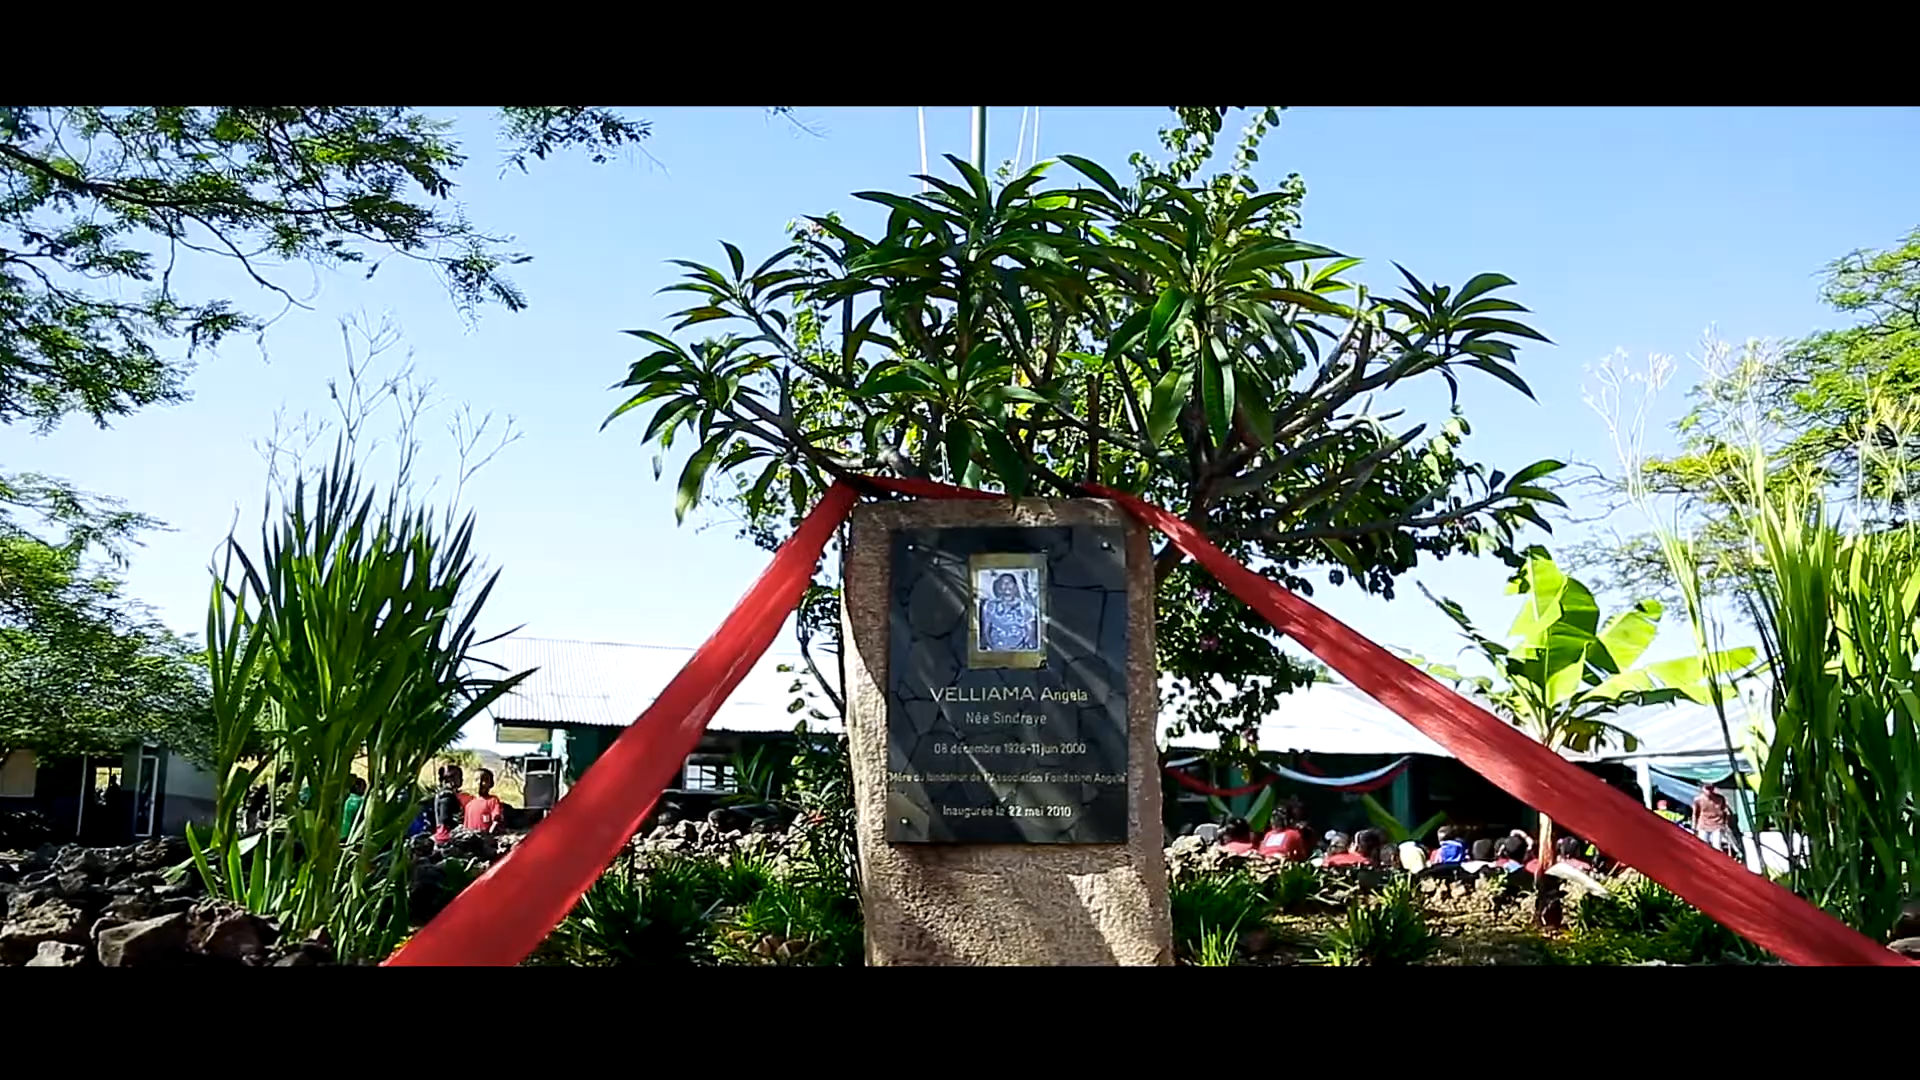 VELLIAMA Angela
Née Sindraye
08 décembre 1926-11 juin 2000
"Mère du fondateur de l'Association Fondation Angela"
Inaugurée le 22 mai 2010